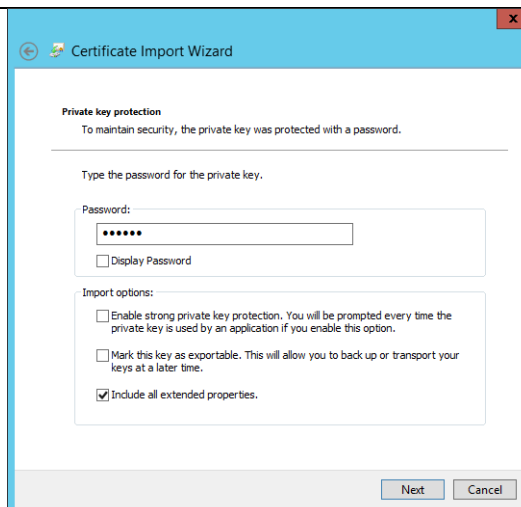 x
Certificate Import Wizard
Private key protection
To maintain security, the private key was protected with a password.
Type the password for the private key.
Password:
••••••
Display Password
Import options:
Enable strong private key protection. You will be prompted every time the
private key is used by an application if you enable this option.
Mark this key as exportable. This will allow you to back up or transport your
keys at a later time.
Include all extended properties.
Next Cancel